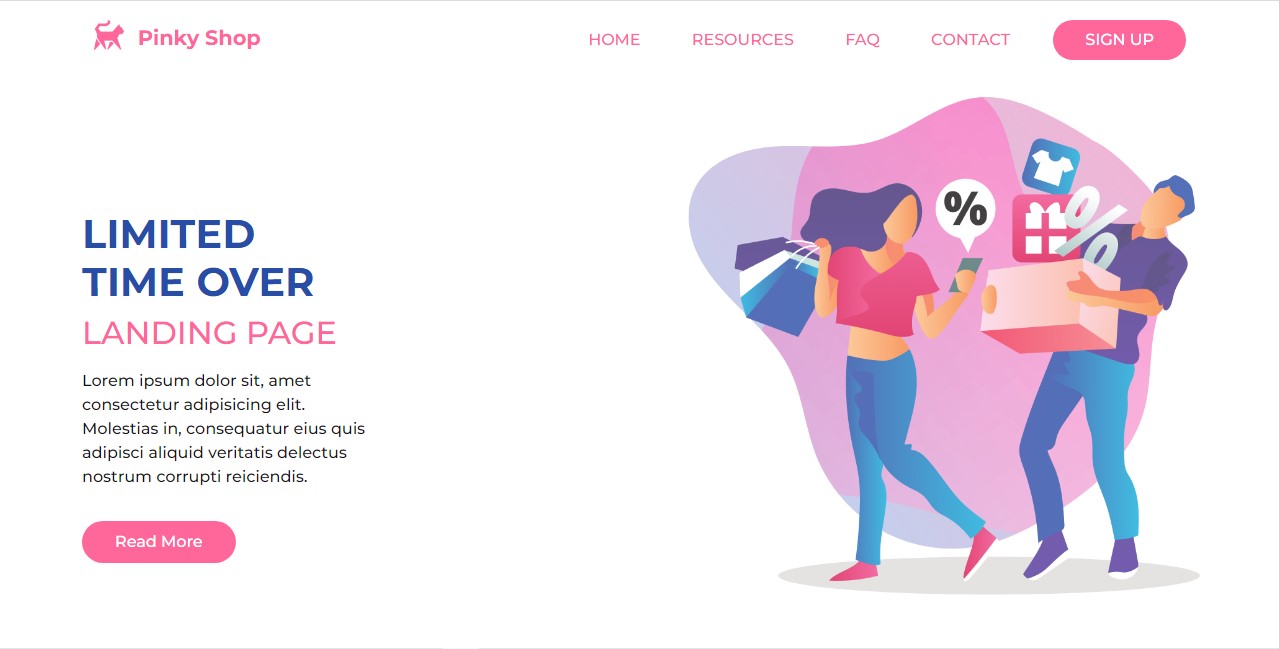 Pinky Shop
HOME RESOURCES FAQ CONTACT SIGN UP
%
%
LIMITED
TIME OVER
LANDING PAGE
Lorem ipsum dolor sit, amet
consectetur adipisicing elit.
Molestias in, consequatur eius quis
adipisci aliquid veritatis delectus
nostrum corrupti reiciendis.
Read More